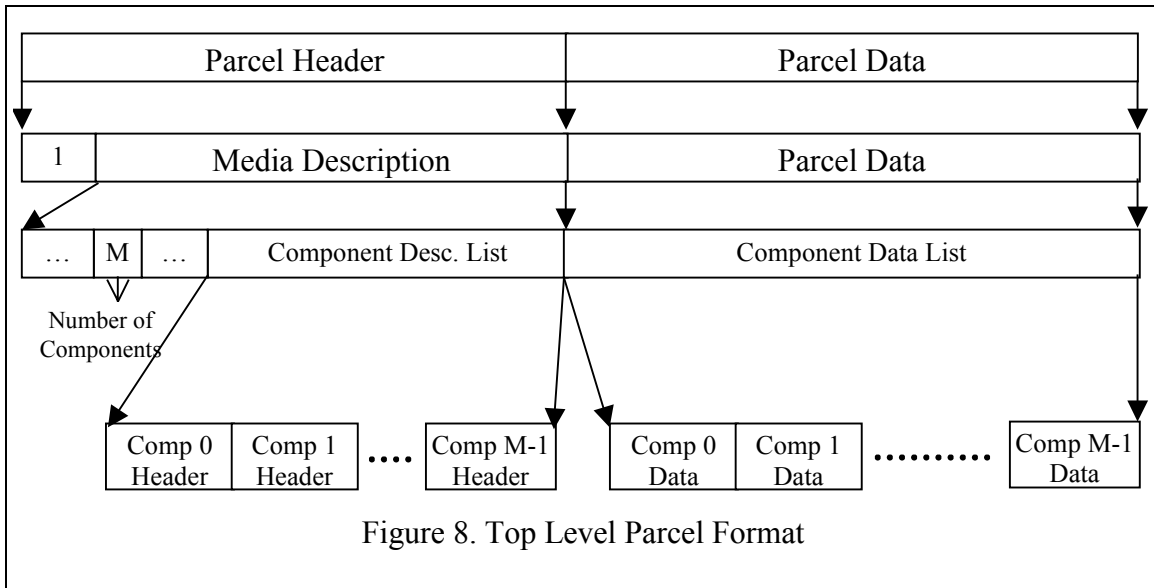 Parcel Header Parcel Data
1 Media Description Parcel Data
… M … Component Desc. List Component Data List
Number of
Components
Comp 0 Comp 1 Comp M-1 Comp 0 Comp 1 Comp M-1
Header Header .... Header Data Data .......... Data
Figure 8. Top Level Parcel Format